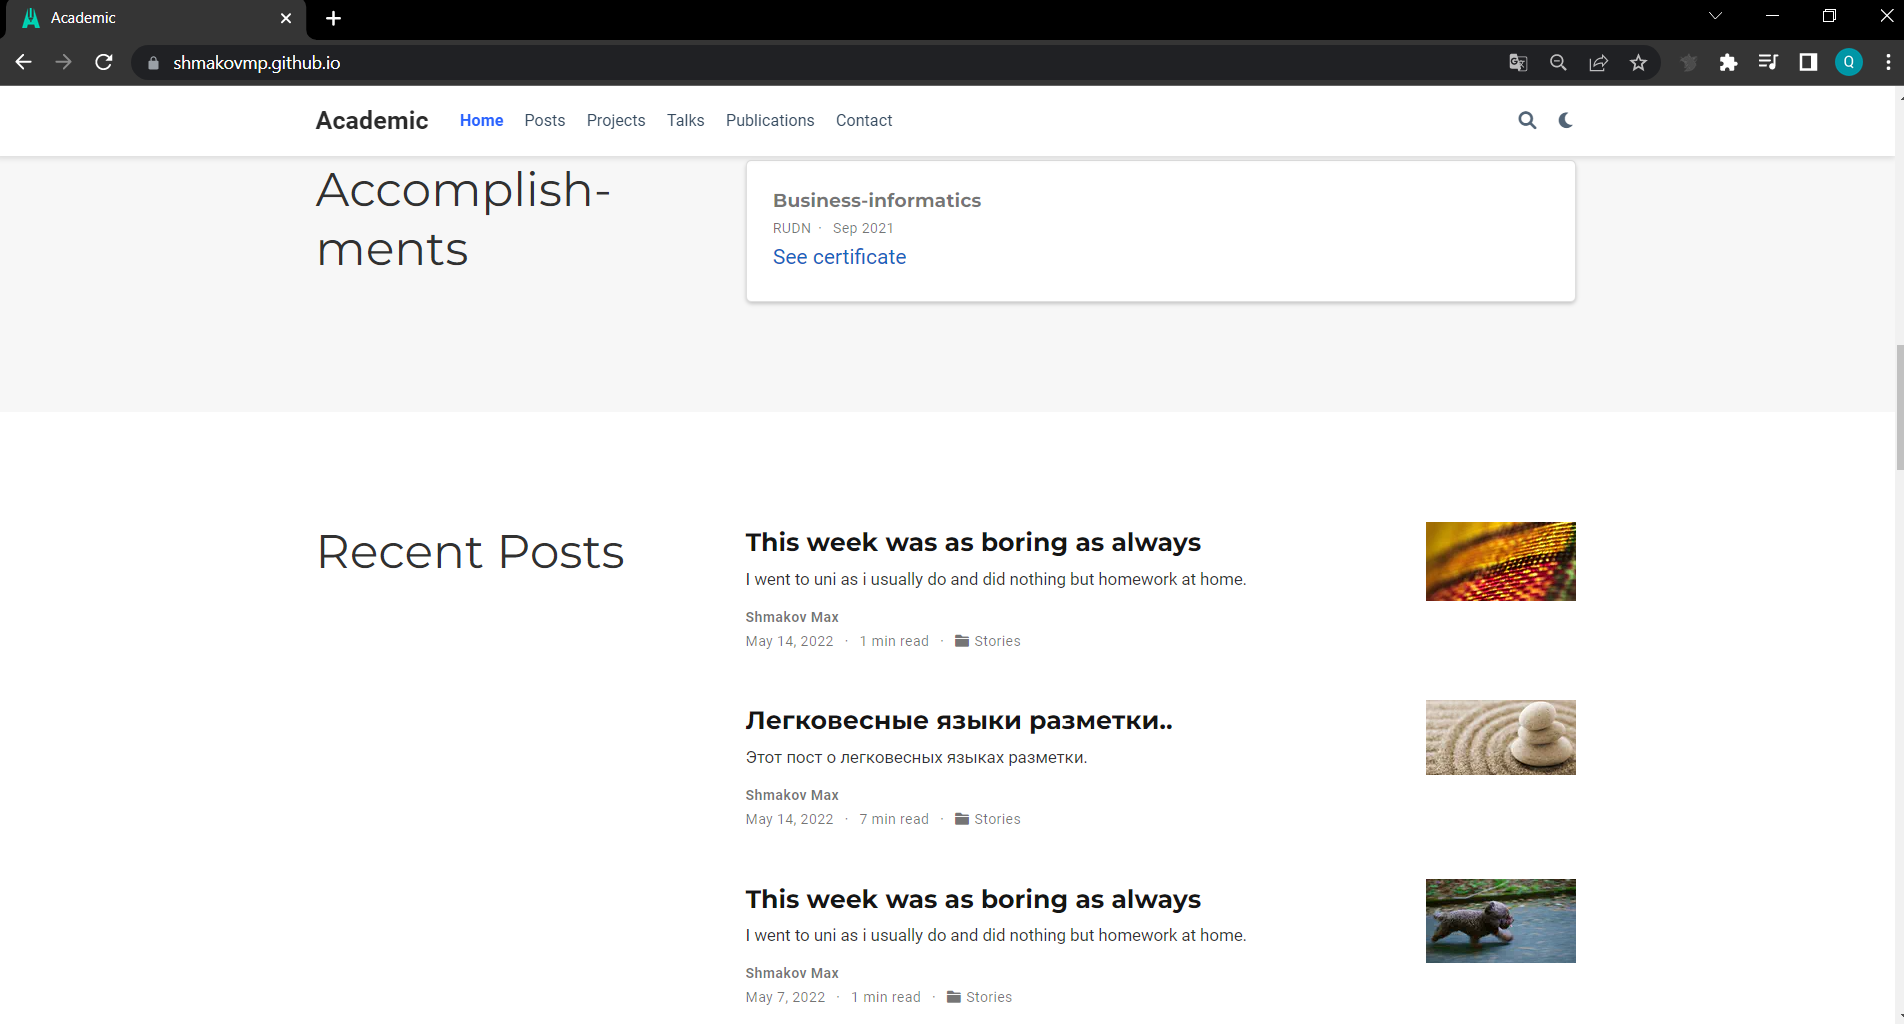 Academic
shmakovmp.github.io
Q
Academic Home Posts Projects Talks Publications Contact
Accomplish-
ments
Business-informatics
RUDN · Sep 2021
See certificate
Recent Posts
This week was as boring as always
I went to uni as i usually do and did nothing but homework at home.
Shmakov Max
May 14, 2022 · 1 min read · Stories
Легковесные языки разметки..
Этот пост о легковесных языках разметки.
Shmakov Max
May 14, 2022 · 7 min read · Stories
This week was as boring as always
I went to uni as i usually do and did nothing but homework at home.
Shmakov Max
May 7, 2022 · 1 min read · Stories